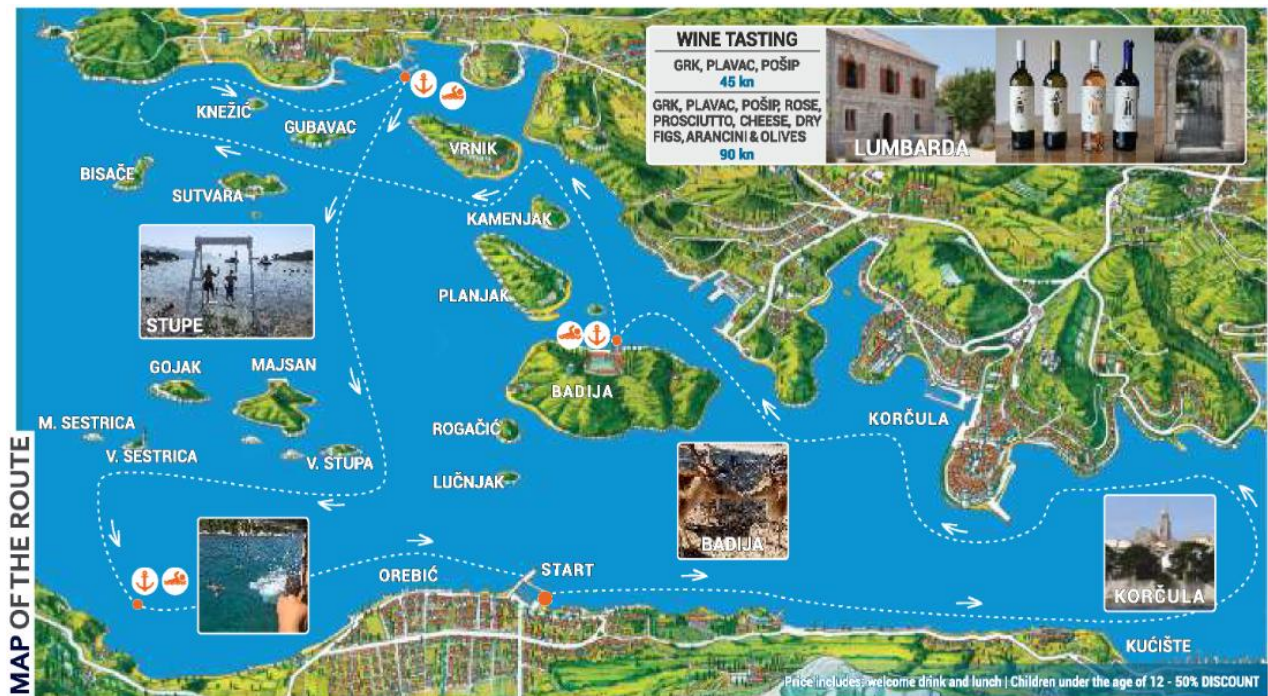 MAP OF THE ROUTE
WINE TASTING
GRK, PLAVAC, POŠIP
45 kn
GRK, PLAVAC, POŠIP, ROSE,
PROSCIUTTO, CHEESE, DRY
FIGS, ARANCINI & OLIVES
90 kn
LUMBARDA
KNEŽIĆ
GUBAVAC
VRNIK
BISAČE
SUTVARA
KAMENJAK
STUPE
PLANJAK
GOJAK
MAJSAN
BADIJA
KORČULA
M. SESTRICA
V. SESTRICA
V. STUPA
ROGAČIĆ
LUČNJAK
BADIJA
KORČULA
OREBIĆ
START
KUĆIŠTE
Price includes: welcome drink and lunch | Children under the age of 12 - 50% DISCOUNT